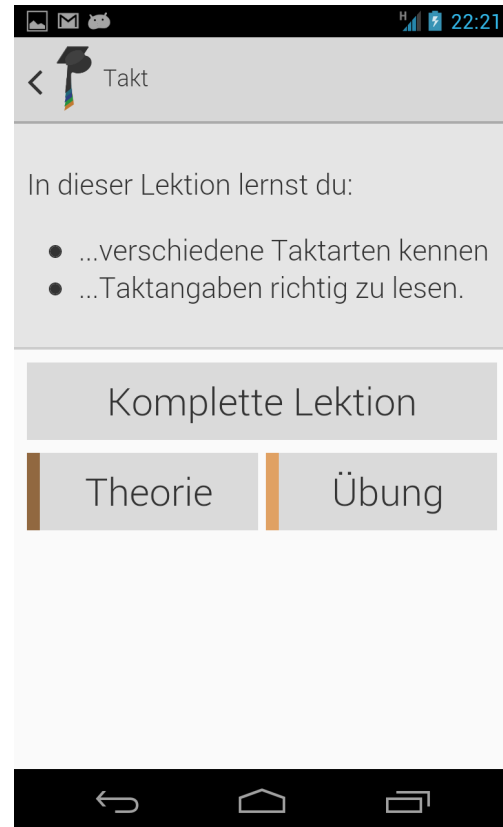 H 22:21
Takt
In dieser Lektion lernst du:
...verschiedene Taktarten kennen
...Taktangaben richtig zu lesen.
Komplette Lektion
Theorie Übung